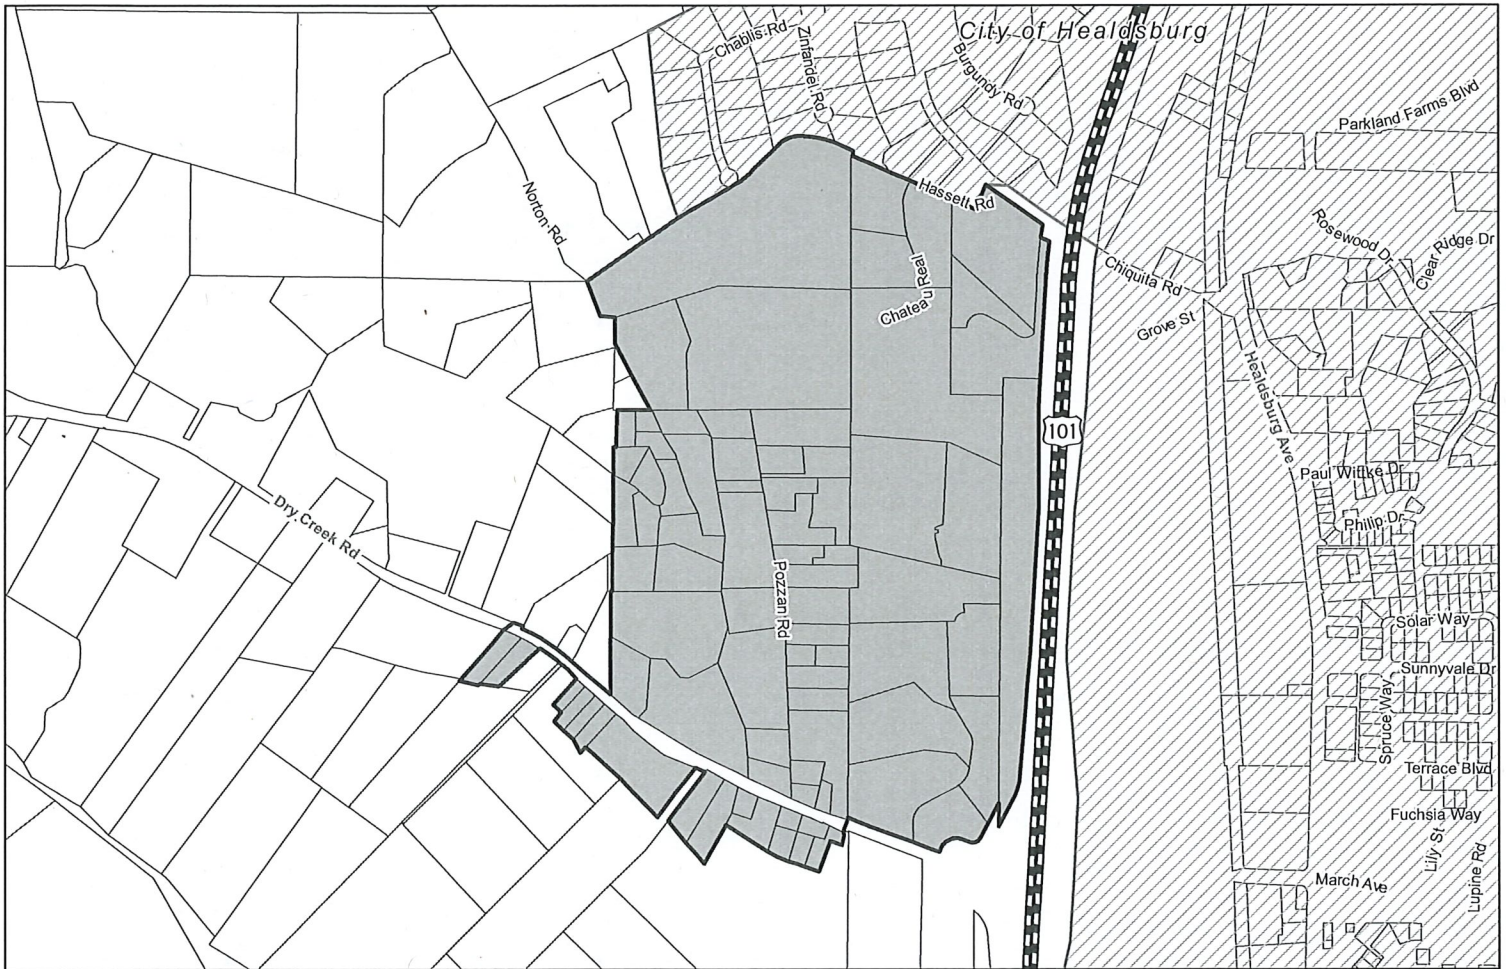 City of Healdsburg
Chablis Rd
Zinfandel Rd
Burgundy Rd
Parkland Farms Blvd
Norton Rd
Hassett Rd
Rosewood Dr
Clear Ridge Dr
Chateau Real
Chiquita Rd
Grove St
Healdsburg Ave
101
Paul Wittke Dr
Dry Creek Rd
Philip Dr
Pozzan Rd
Solar Way
Sunnyvale Dr
Spruce Way
Terrace Blvd
Fuchsia Way
Lily St
Lupine Rd
March Ave